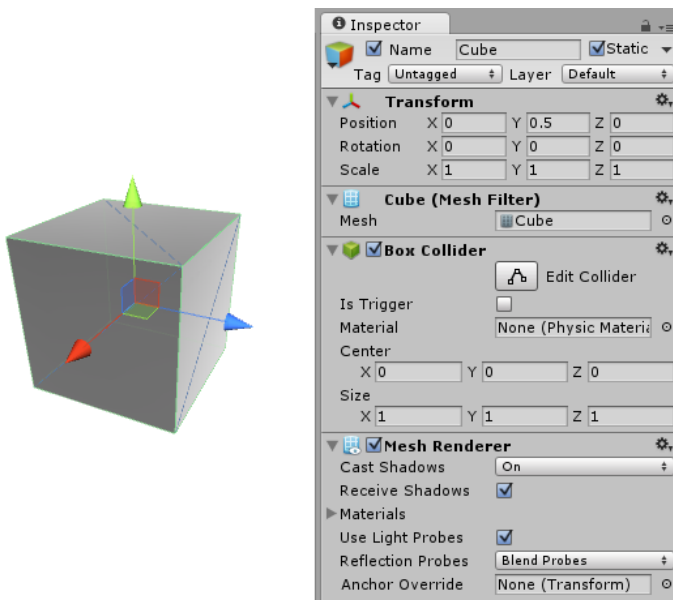 Inspector
Name Cube Static
Tag Untagged Layer Default
Transform
Position X 0 Y 0.5 Z 0
Rotation X 0 Y 0 Z 0
Scale X 1 Y 1 Z 1
Cube (Mesh Filter)
Mesh Cube
Box Collider
Edit Collider
Is Trigger
Material None (Physic Materia
Center
X 0 Y 0 Z 0
Size
X 1 Y 1 Z 1
Mesh Renderer
Cast Shadows On
Receive Shadows
Materials
Use Light Probes
Reflection Probes Blend Probes
Anchor Override None (Transform)